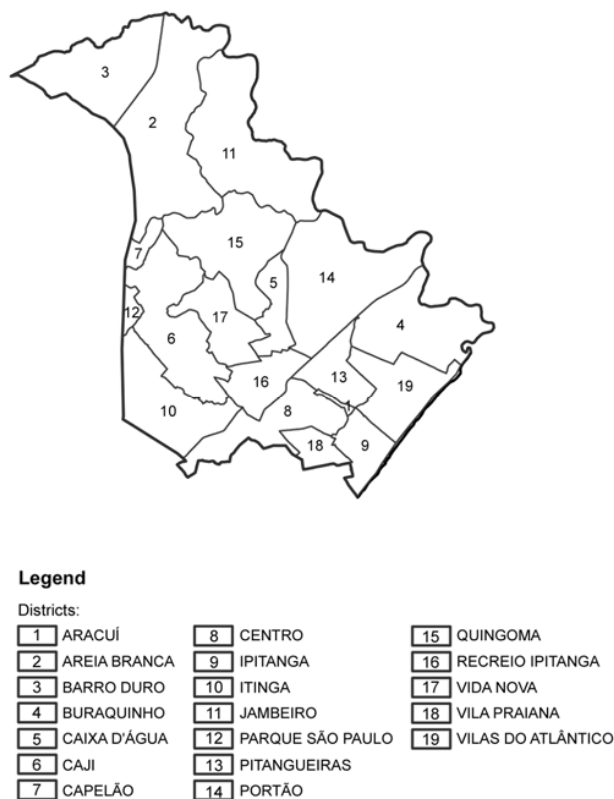 3
2
11
15
7
14
5
12
17
4
6
13
16
19
1
10
8
18
9
Legend
Districts:
1 ARACUÍ
2 AREIA BRANCA
3 BARRO DURO
4 BURAQUINHO
5 CAIXA D'ÁGUA
6 CAJI
7 CAPELÃO
8 CENTRO
9 IPITANGA
10 ITINGA
11 JAMBEIRO
12 PARQUE SÃO PAULO
13 PITANGUEIRAS
14 PORTÃO
15 QUINGOMA
16 RECREIO IPITANGA
17 VIDA NOVA
18 VILA PRAIANA
19 VILAS DO ATLÂNTICO